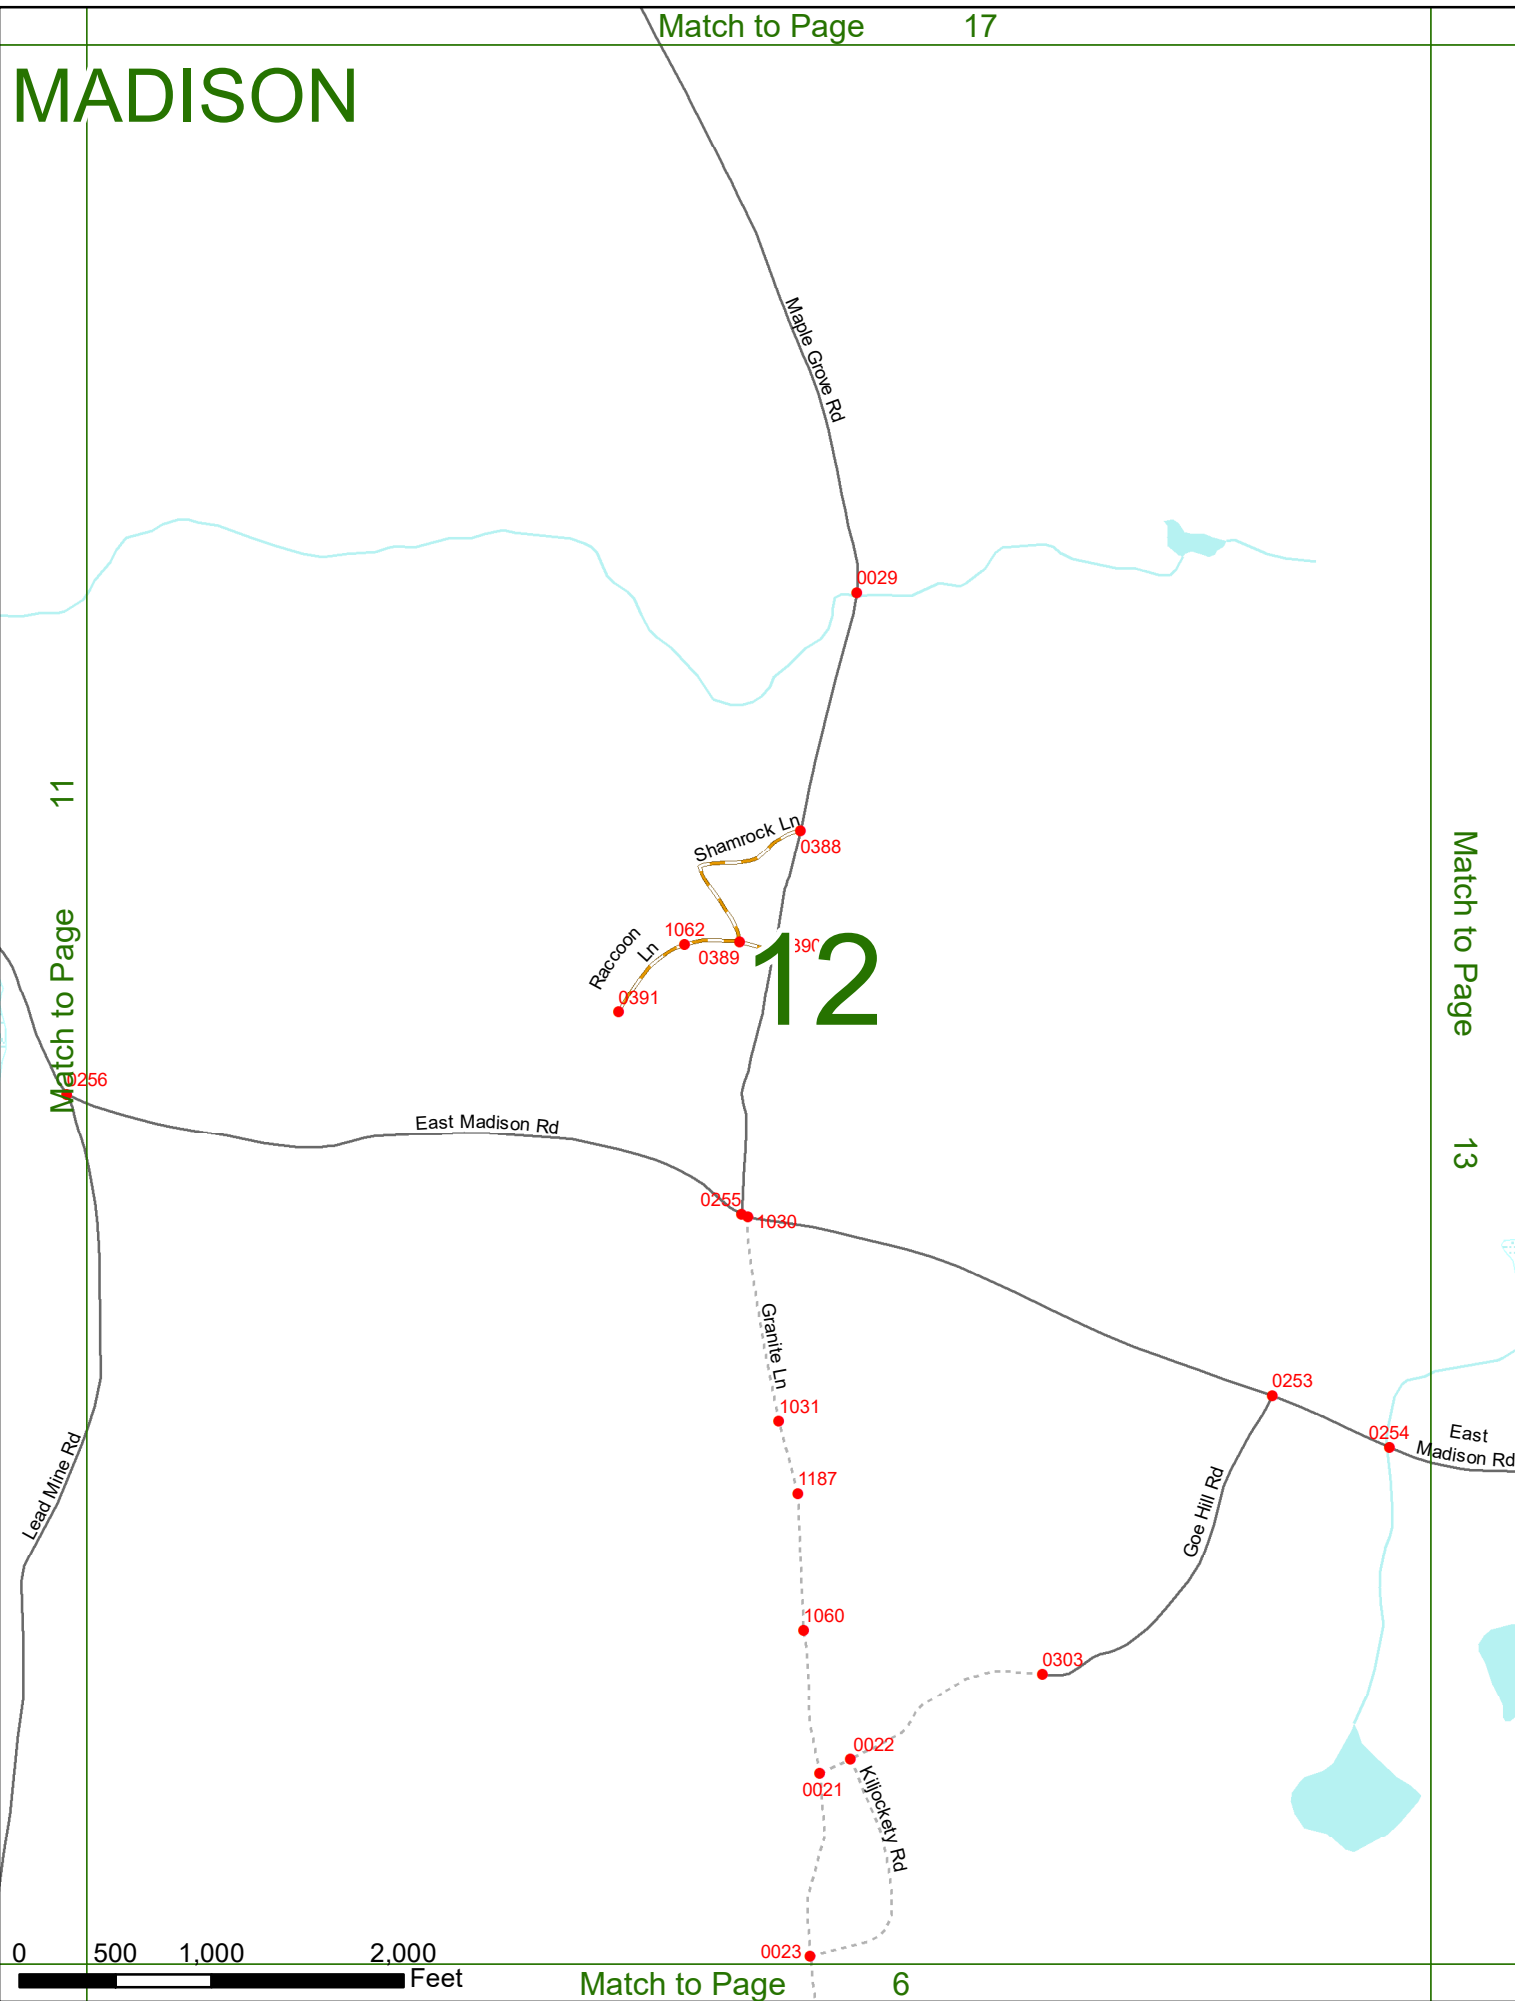 Match to Page 17
MADISON
Maple Grove Rd
0029
11
Match to Page
Shamrock Ln
0388
Match to Page
13
1062
Raccoon
Ln
0389
390
12
0391
0256
East Madison Rd
0255
1030
Granite Ln
0253
1031
0254
East
Madison Rd
Lead Mine Rd
1187
Goe Hill Rd
1060
0303
0022
0021
Kiljockety Rd
0023
0 500 1,000 2,000
Feet
Match to Page 6